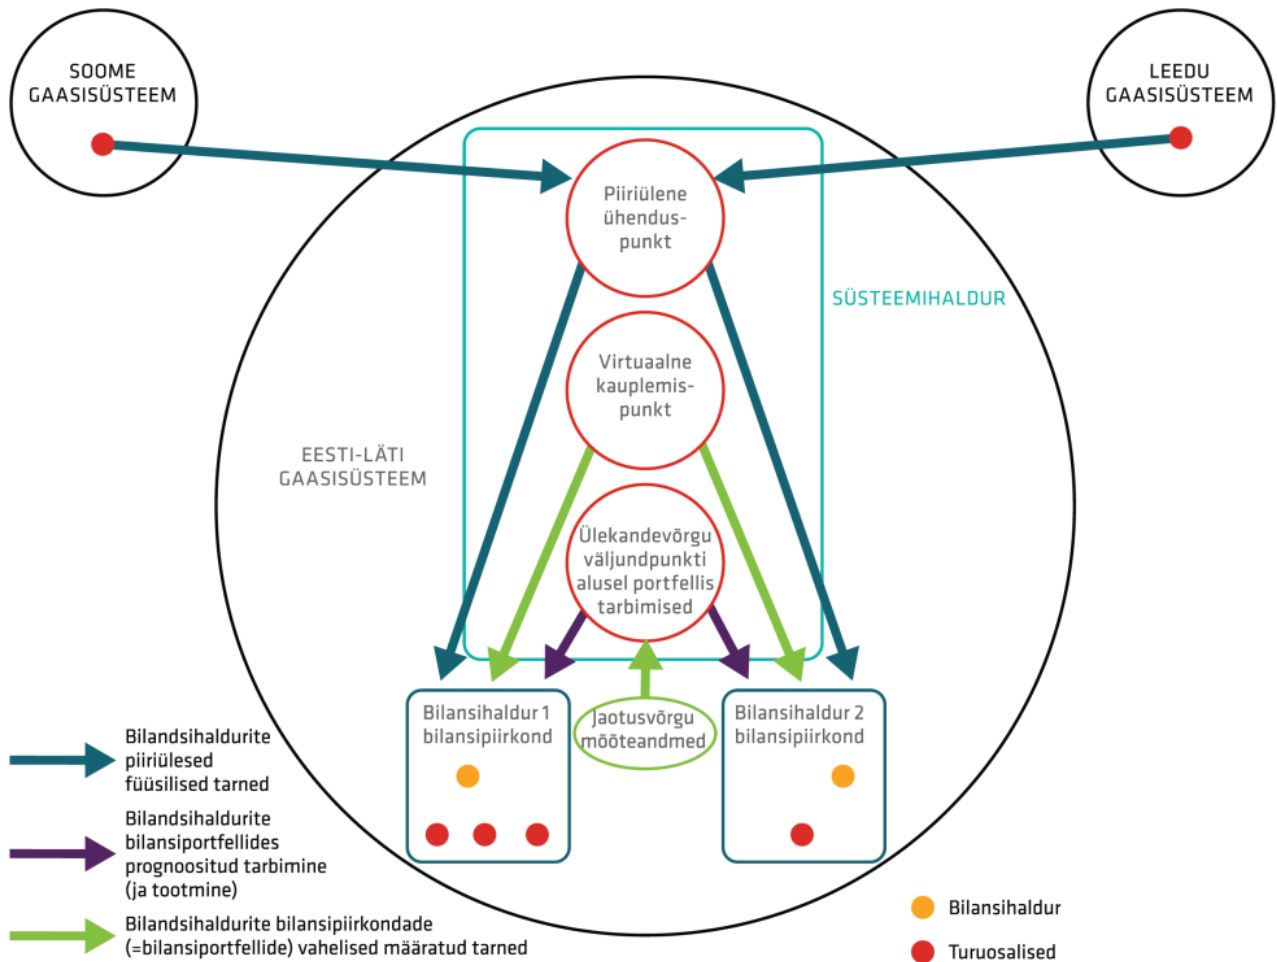 SOOME
GAASISÜSTEEM
LEEDU
GAASISÜSTEEM
Piiriülene
ühendus-
punkt
SÜSTEEMIHALDUR
Virtuaalne
kauplemis-
punkt
EESTI-LÄTI
GAASISÜSTEEM
Ülekandevõrgu
väljundpunkti
alusel portfellis
tarbimised
Bilansihaldur 1
bilansipiirkond
Jaotusvõrgu
mõõteandmed
Bilansihaldur 2
bilansipiirkond
Bilandsihaldurite
piiriülesed
füüsilised tarned
Bilandsihaldurite
bilansiportfellides
prognoositud tarbimine
(ja tootmine)
Bilandsihaldurite bilansipiirkondade
(=bilansiportfellide) vahelised määratud tarned
Bilansihaldur
Turuosalised